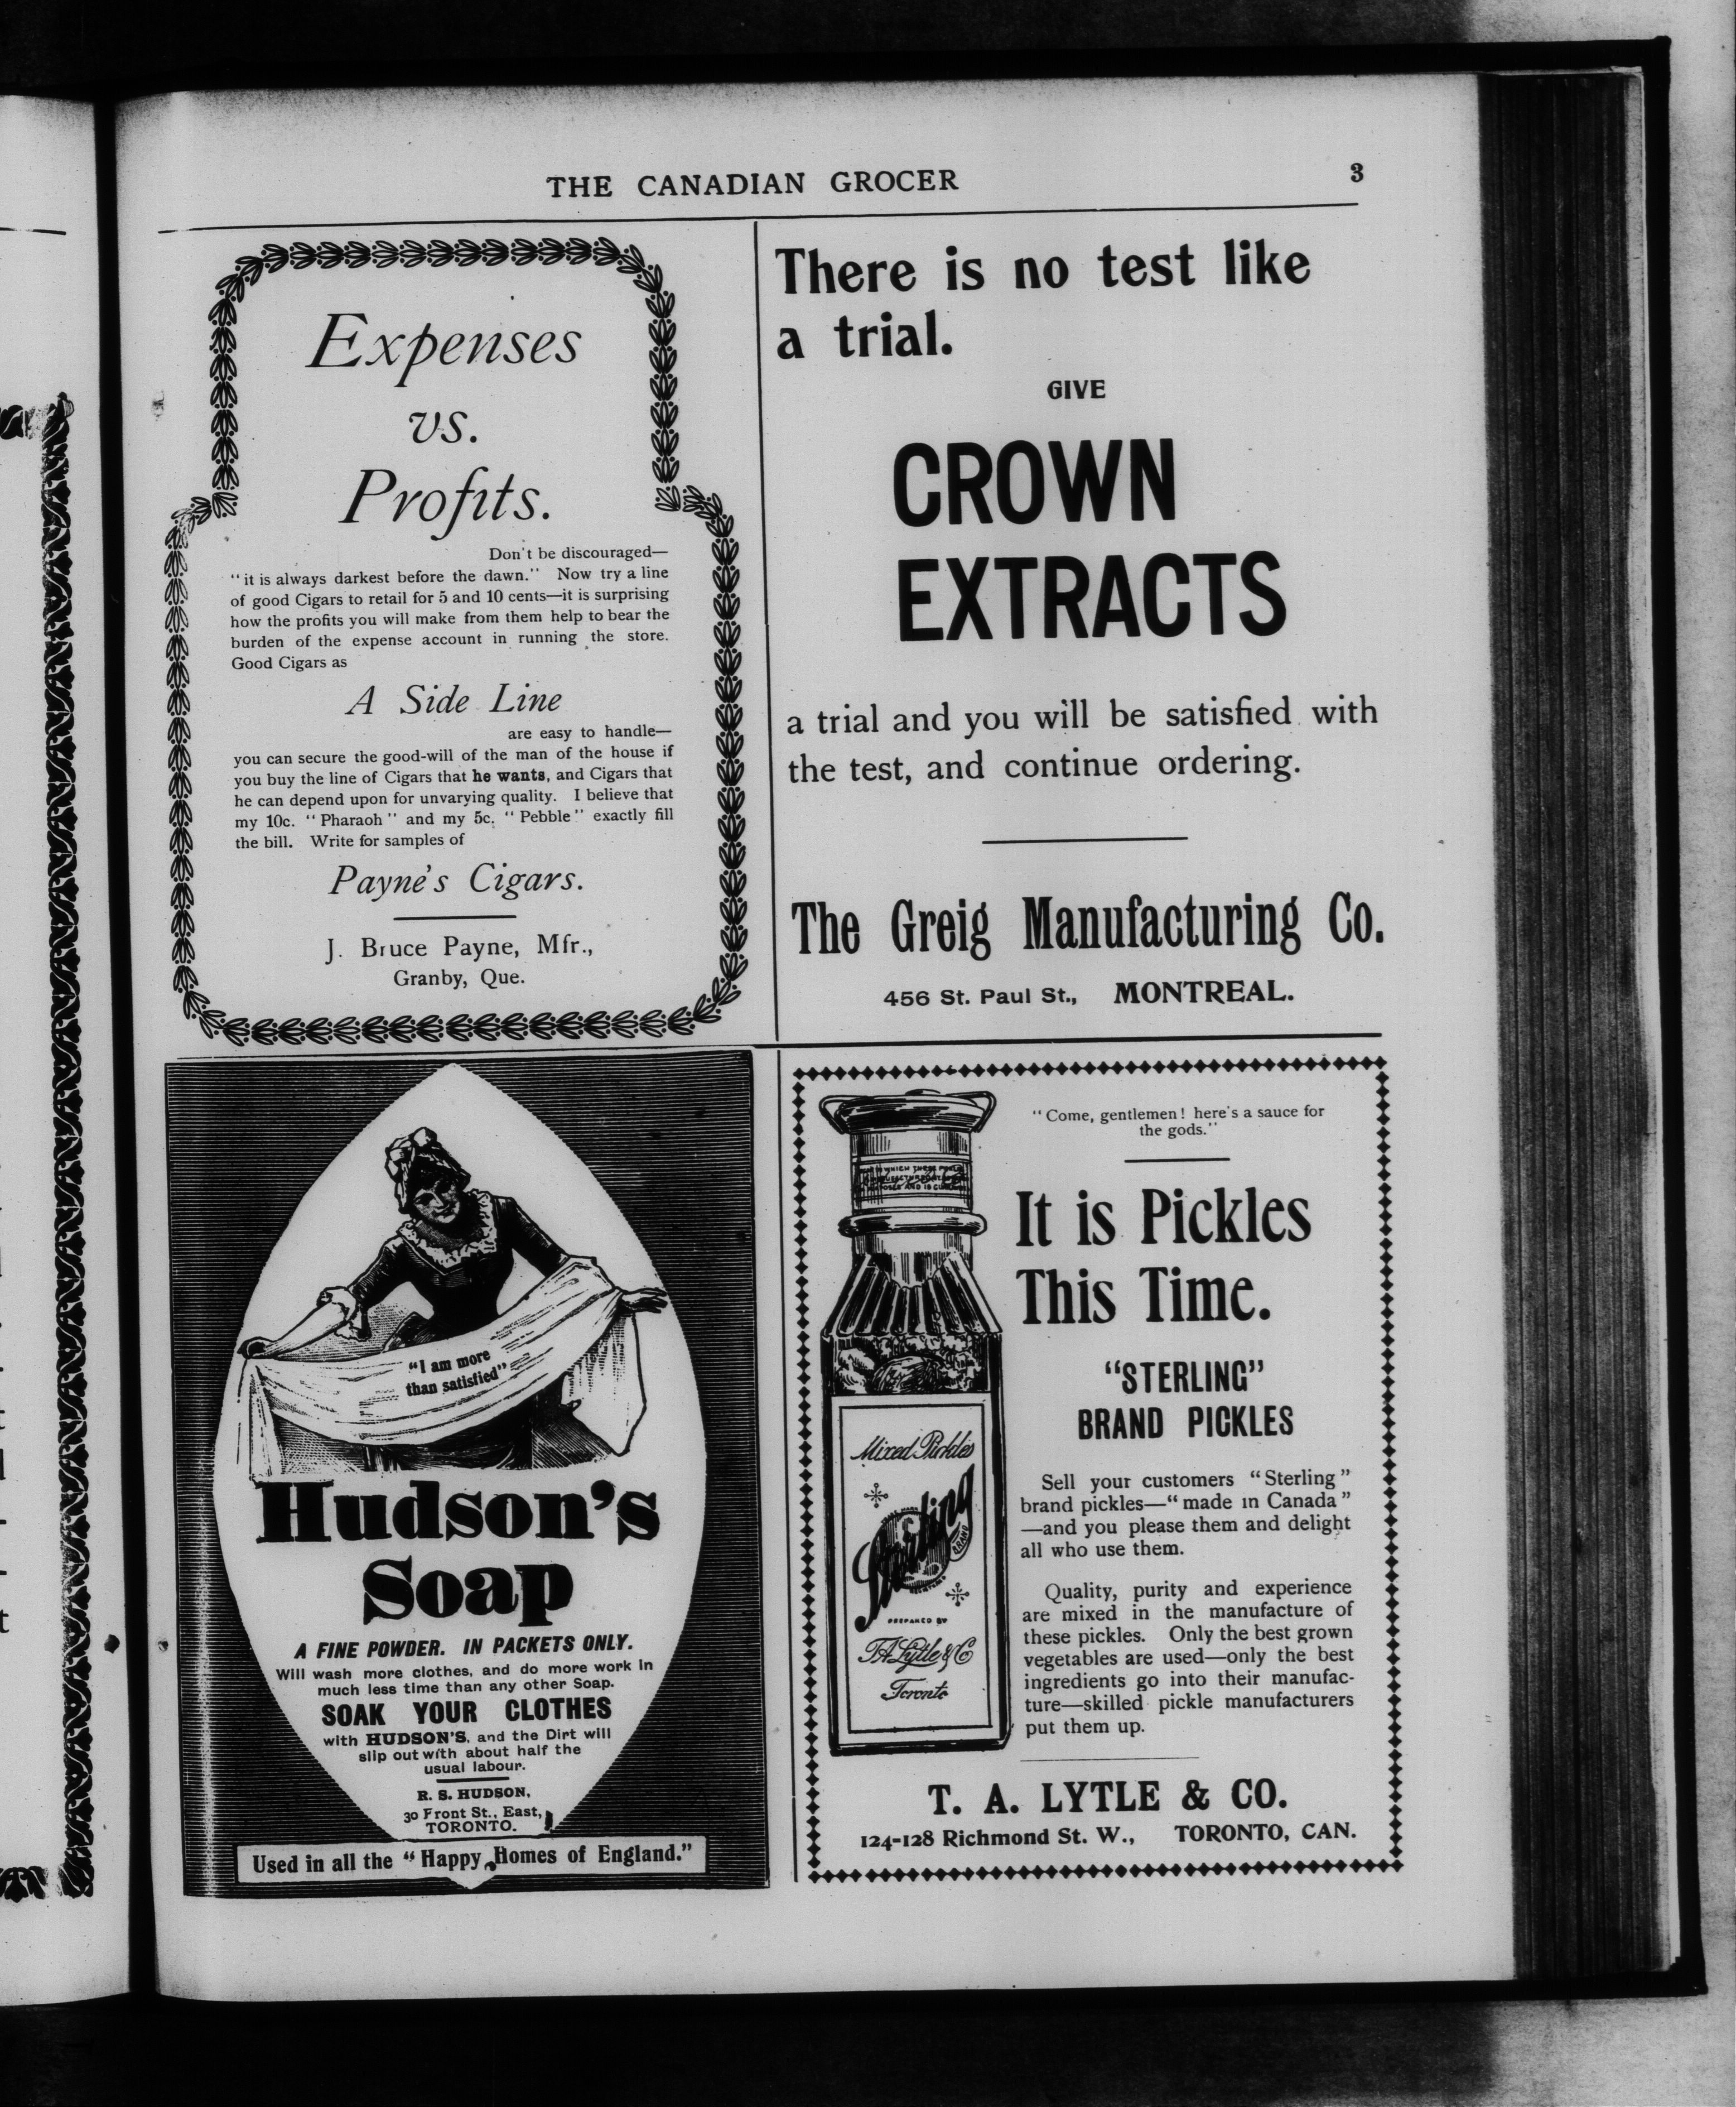 THE CANADIAN GROCER
3
Expenses
vs.
Profits.
Don't be discouraged—
"it is always darkest before the dawn." Now try a line
of good Cigars to retail for 5 and 10 cents—it is surprising
how the profits you will make from them help to bear the
burden of the expense account in running the store.
Good Cigars as
A Side Line
are easy to handle—
you can secure the good-will of the man of the house if
you buy the line of Cigars that he wants, and Cigars that
he can depend upon for unvarying quality. I believe that
my 10c. "Pharaoh" and my 5c. "Pebble" exactly fill
the bill. Write for samples of
Payne's Cigars.
J. Bruce Payne, Mfr.,
Granby, Que.
There is no test like
a trial.
GIVE
CROWN
EXTRACTS
a trial and you will be satisfied with
the test, and continue ordering.
The Greig Manufacturing Co.
456 St. Paul St., MONTREAL.
"I am more
than satisfied"
Hudson's
Soap
A FINE POWDER. IN PACKETS ONLY.
Will wash more clothes, and do more work in
much less time than any other Soap.
SOAK YOUR CLOTHES
with HUDSON'S, and the Dirt will
slip out with about half the
usual labour.
R. S. HUDSON,
30 Front St., East,
TORONTO.
Used in all the "Happy Homes of England."
"Come, gentlemen! here's a sauce for
the gods."
It is Pickles
This Time.
"STERLING"
BRAND PICKLES
Sell your customers "Sterling"
brand pickles—"made in Canada"
—and you please them and delight
all who use them.
Quality, purity and experience
are mixed in the manufacture of
these pickles. Only the best grown
vegetables are used—only the best
ingredients go into their manufac-
ture—skilled pickle manufacturers
put them up.
Mixed Pickles
Sterling
BRAND
PREPARED BY
T.A. Lytle & Co
Toronto
T. A. LYTLE & CO.
124-128 Richmond St. W., TORONTO, CAN.